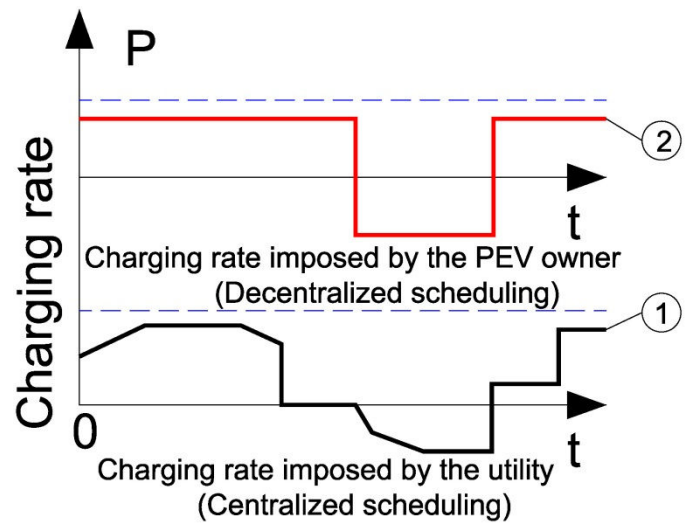 P
2
t
Charging rate
Charging rate imposed by the PEV owner
(Decentralized scheduling)
1
0
t
Charging rate imposed by the utility
(Centralized scheduling)